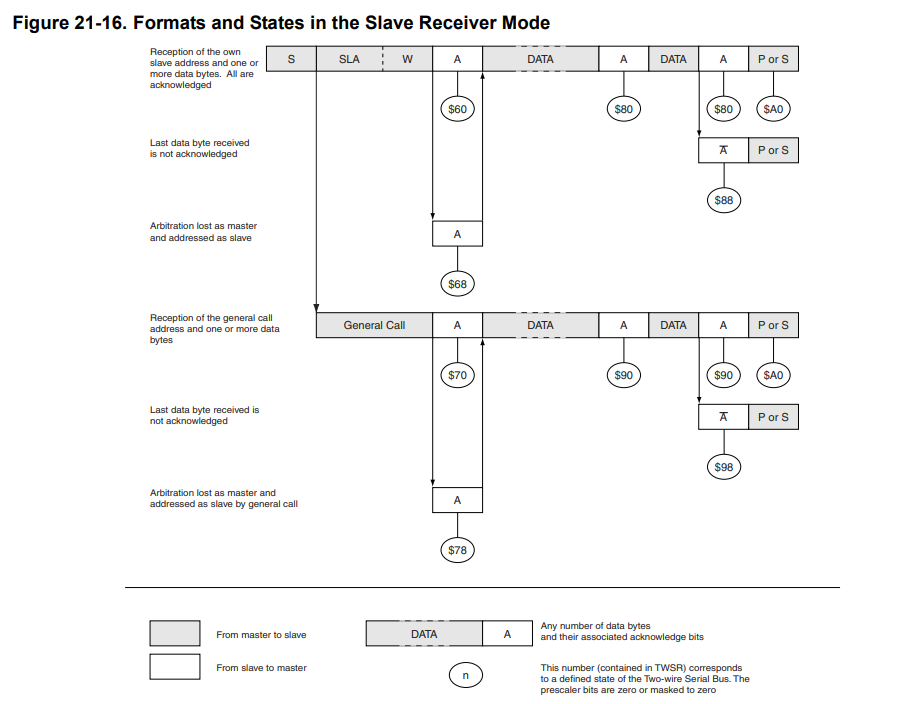 Figure 21-16. Formats and States in the Slave Receiver Mode
Reception of the own
slave address and one or
more data bytes. All are
acknowledged
S SLA W A DATA A DATA A P or S
$60 $80 $80 $A0
Last data byte received
is not acknowledged
A̅ P or S
$88
Arbitration lost as master
and addressed as slave
A
$68
Reception of the general call
address and one or more data
bytes
General Call A DATA A DATA A P or S
$70 $90 $90 $A0
Last data byte received is
not acknowledged
A̅ P or S
$98
Arbitration lost as master and
addressed as slave by general call
A
$78
From master to slave
DATA A
Any number of data bytes
and their associated acknowledge bits
From slave to master
n
This number (contained in TWSR) corresponds
to a defined state of the Two-wire Serial Bus. The
prescaler bits are zero or masked to zero